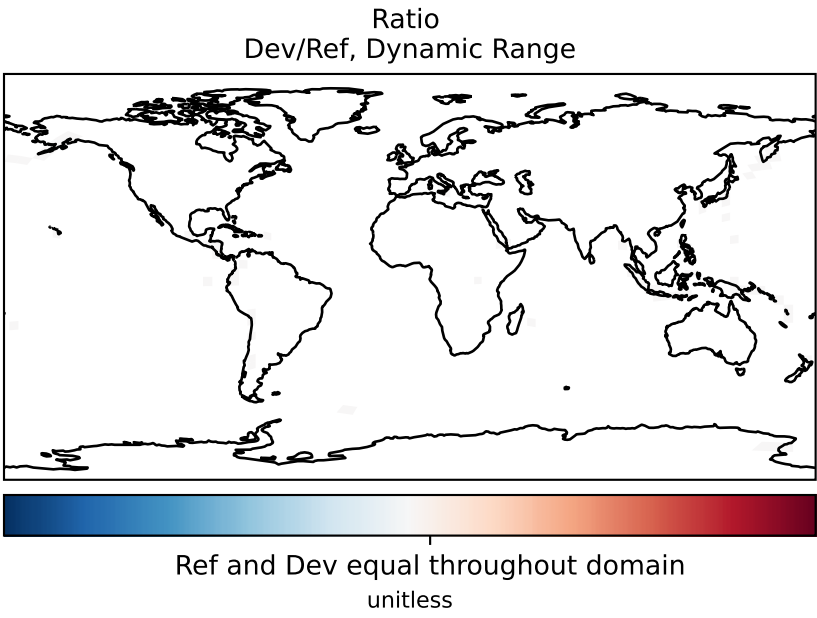 Ratio
Dev/Ref, Dynamic Range
Ref and Dev equal throughout domain
unitless